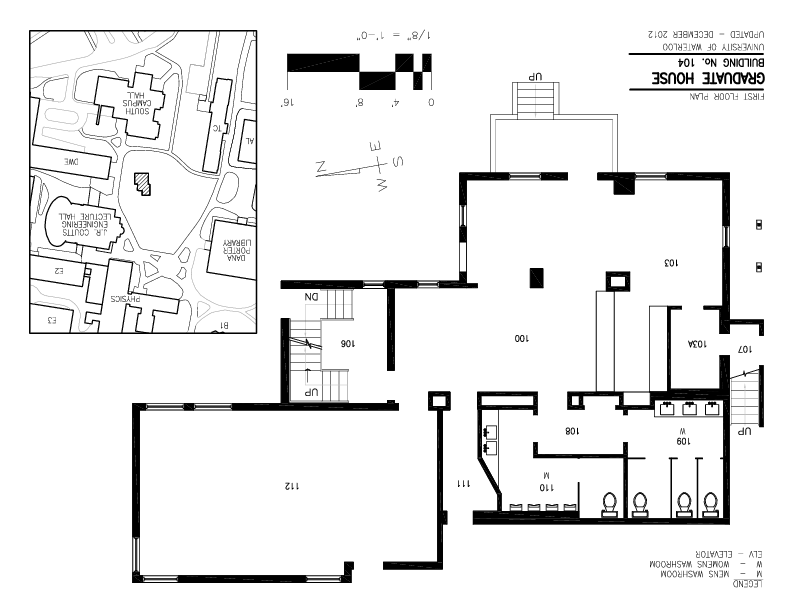 LEGEND
M - MENS WASHROOM
W - WOMENS WASHROOM
ELV - ELEVATOR
112
111
110
M
109
W
108
UP
UP
107
106
DN
100
103A
103
UP
FIRST FLOOR PLAN
GRADUATE HOUSE
BUILDING No. 104
UNIVERSITY OF WATERLOO
UPDATED - DECEMBER 2012
N
S
E
W
0
4'
8'
16'
1/8" = 1'-0"
B1
PHYSICS
E3
E2
DANA
PORTER
LIBRARY
J.R. COUTTS
ENGINEERING
LECTURE HALL
DWE
AL
TC
SOUTH
CAMPUS
HALL